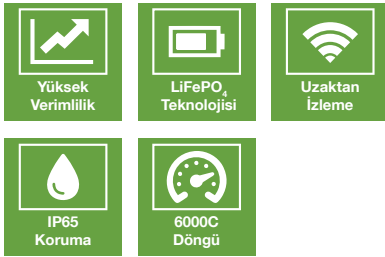 Yüksek
Verimlilik
LiFePO₄
Teknolojisi
Uzaktan
İzleme
IP65
Koruma
6000C
Döngü